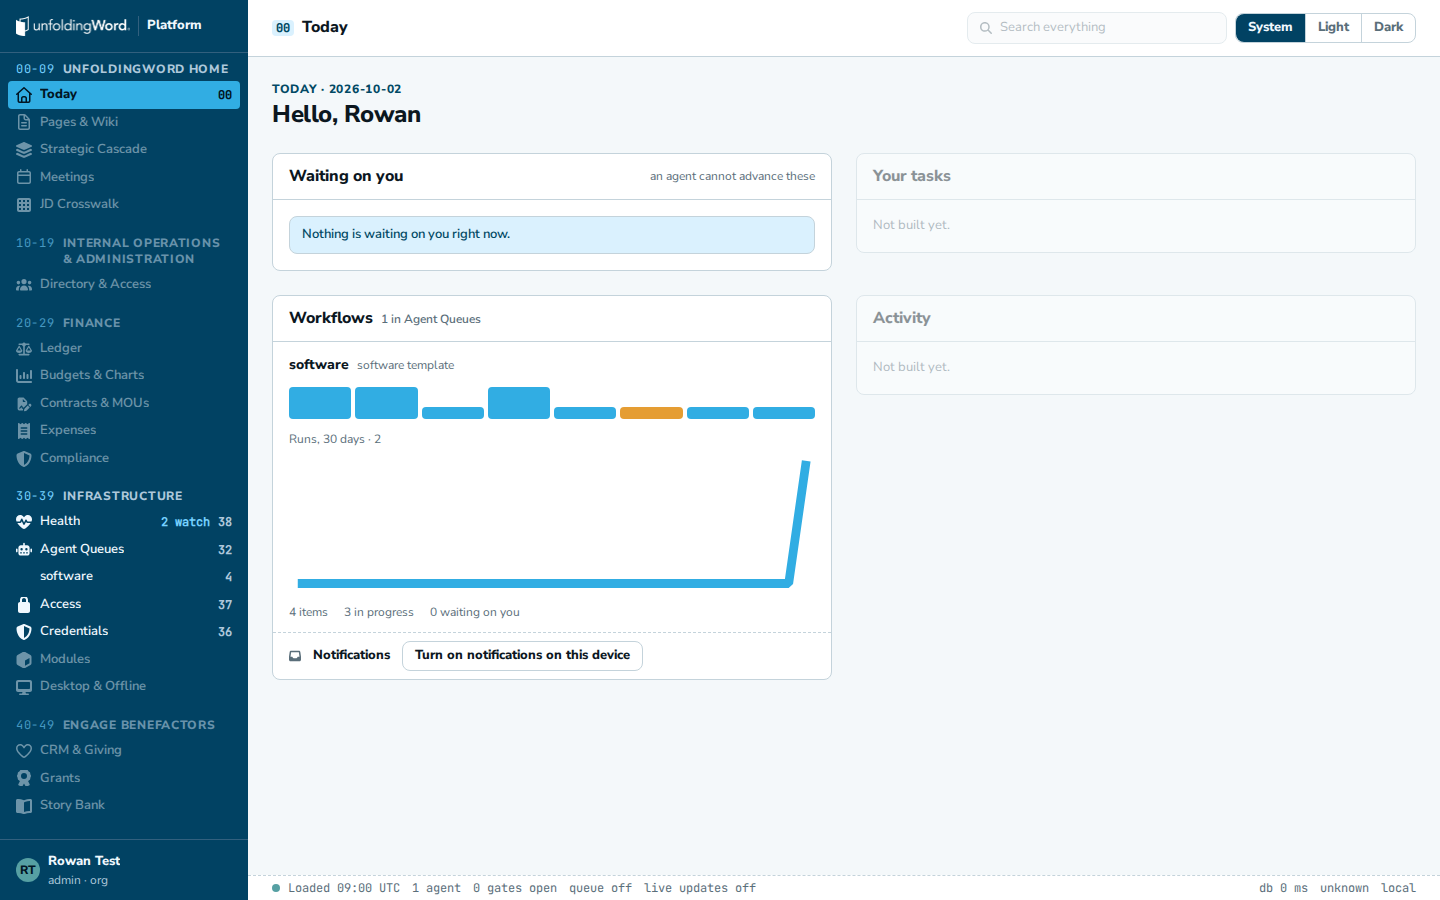 unfoldingWord Platform
00-09 UNFOLDINGWORD HOME
Today 00
Pages & Wiki
Strategic Cascade
Meetings
JD Crosswalk
10-19 INTERNAL OPERATIONS
& ADMINISTRATION
Directory & Access
20-29 FINANCE
Ledger
Budgets & Charts
Contracts & MOUs
Expenses
Compliance
30-39 INFRASTRUCTURE
Health 2 watch 38
Agent Queues 32
software 4
Access 37
Credentials 36
Modules
Desktop & Offline
40-49 ENGAGE BENEFACTORS
CRM & Giving
Grants
Story Bank
RT Rowan Test
admin · org
00 Today
Search everything
System Light Dark
TODAY · 2026-10-02
Hello, Rowan
Waiting on you an agent cannot advance these
Nothing is waiting on you right now.
Your tasks
Not built yet.
Workflows 1 in Agent Queues
software software template
Runs, 30 days · 2
4 items 3 in progress 0 waiting on you
Notifications Turn on notifications on this device
Activity
Not built yet.
Loaded 09:00 UTC 1 agent 0 gates open queue off live updates off
db 0 ms unknown local